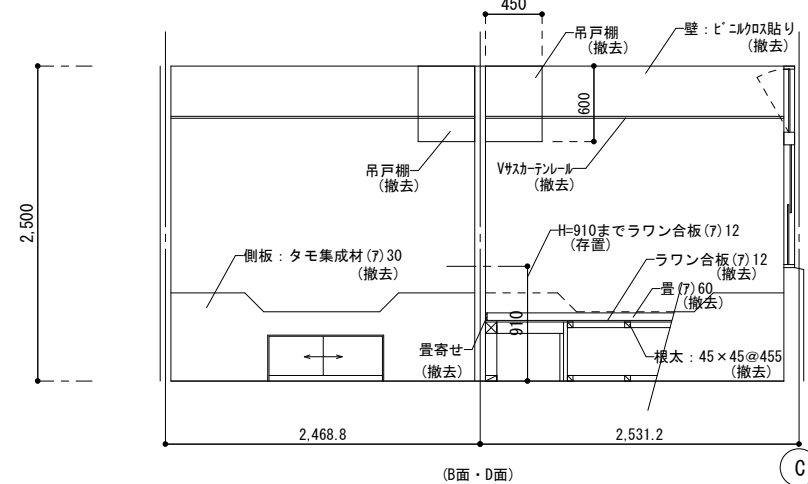 450
吊戸棚
(撤去)
壁：ビニルクロス貼り
(撤去)
600
吊戸棚
(撤去)
Vサスカーテンレール
(撤去)
2,500
H=910までラワン合板(ア)12
(存置)
側板：タモ集成材(ア)30
(撤去)
ラワン合板(ア)12
(撤去)
畳(ア)60
(撤去)
910
畳寄せ
(撤去)
根太：45×45@455
(撤去)
2,468.8
2,531.2
(B面・D面)
C